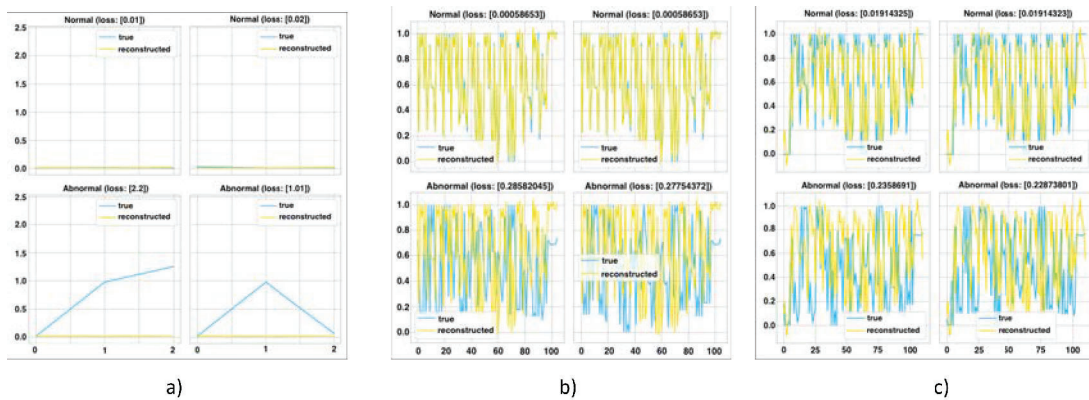 Normal (loss: [0.01])
Normal (loss: [0.02])
2.5
2.0
1.5
1.0
0.5
0.0
true
reconstructed
true
reconstructed
Abnormal (loss: [2.2])
Abnormal (loss: [1.01])
2.5
2.0
1.5
1.0
0.5
0.0
true
reconstructed
true
reconstructed
0 1 2 0 1 2
a)
Normal (loss: [0.00058653])
Normal (loss: [0.00058653])
1.0
0.8
0.6
0.4
0.2
0.0
true
reconstructed
true
reconstructed
Abnormal (loss: [0.28582045])
Abnormal (loss: [0.27754372])
1.0
0.8
0.6
0.4
0.2
0.0
true
reconstructed
true
reconstructed
0 20 40 60 80 100 0 20 40 60 80 100
b)
Normal (loss: [0.01914325])
Normal (loss: [0.01914323])
1.0
0.8
0.6
0.4
0.2
0.0
true
reconstructed
true
reconstructed
Abnormal (loss: [0.2358691])
Abnormal (loss: [0.22873801])
1.0
0.8
0.6
0.4
0.2
0.0
true
reconstructed
true
reconstructed
0 25 50 75 100 0 25 50 75 100
c)